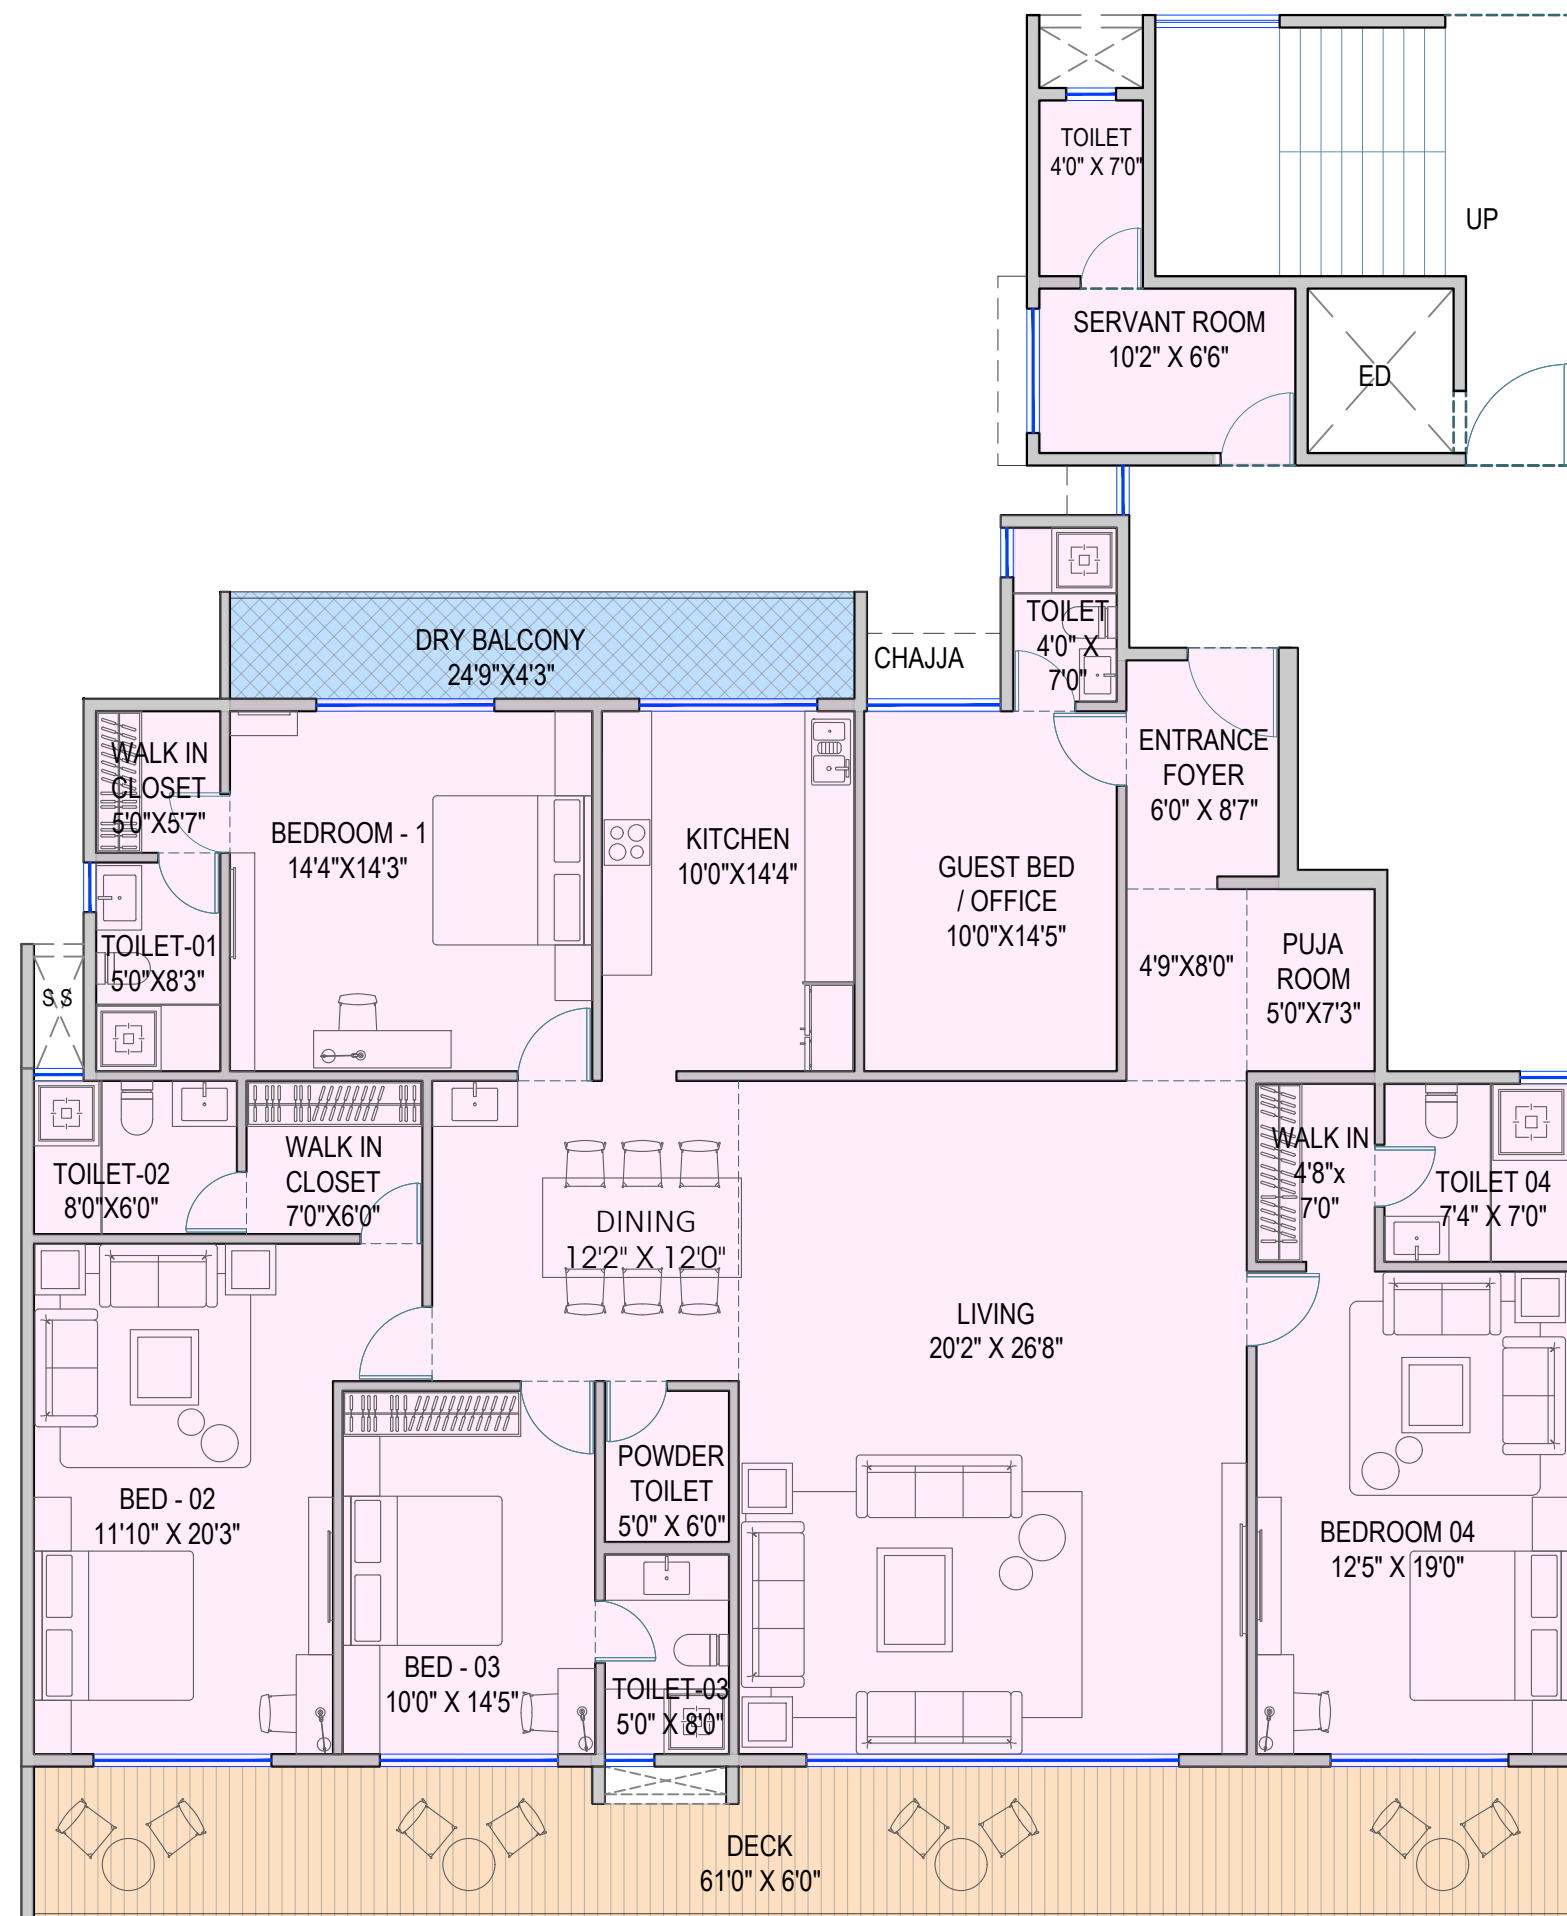 TOILET
4'0" X 7'0"
UP
SERVANT ROOM
10'2" X 6'6"
ED
TOILET
4'0" X
7'0"
DRY BALCONY
24'9"X4'3"
CHAJJA
WALK IN
CLOSET
5'0"X5'7"
ENTRANCE
FOYER
6'0" X 8'7"
BEDROOM - 1
14'4"X14'3"
KITCHEN
10'0"X14'4"
GUEST BED
/ OFFICE
10'0"X14'5"
TOILET-01
5'0"X8'3"
4'9"X8'0"
PUJA
ROOM
5'0"X7'3"
S S
WALK IN
CLOSET
7'0"X6'0"
TOILET-02
8'0"X6'0"
WALK IN
4'8"x
7'0"
TOILET 04
7'4" X 7'0"
DINING
12'2" X 12'0"
LIVING
20'2" X 26'8"
POWDER
TOILET
5'0" X 6'0"
BED - 02
11'10" X 20'3"
BEDROOM 04
12'5" X 19'0"
BED - 03
10'0" X 14'5"
TOILET-03
5'0" X 8'0"
DECK
61'0" X 6'0"